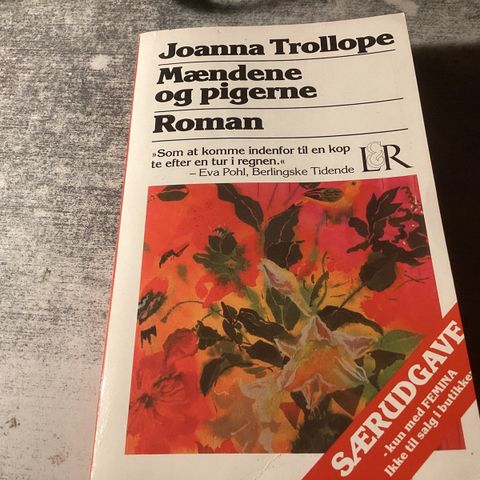 Joanna Trollope
Mændene
og pigerne
Roman
»Som at komme indenfor til en kop
te efter en tur i regnen.«
– Eva Pohl, Berlingske Tidende
L&R
SÆRUDGAVE
- kun med FEMINA
Ikke til salg i butikker